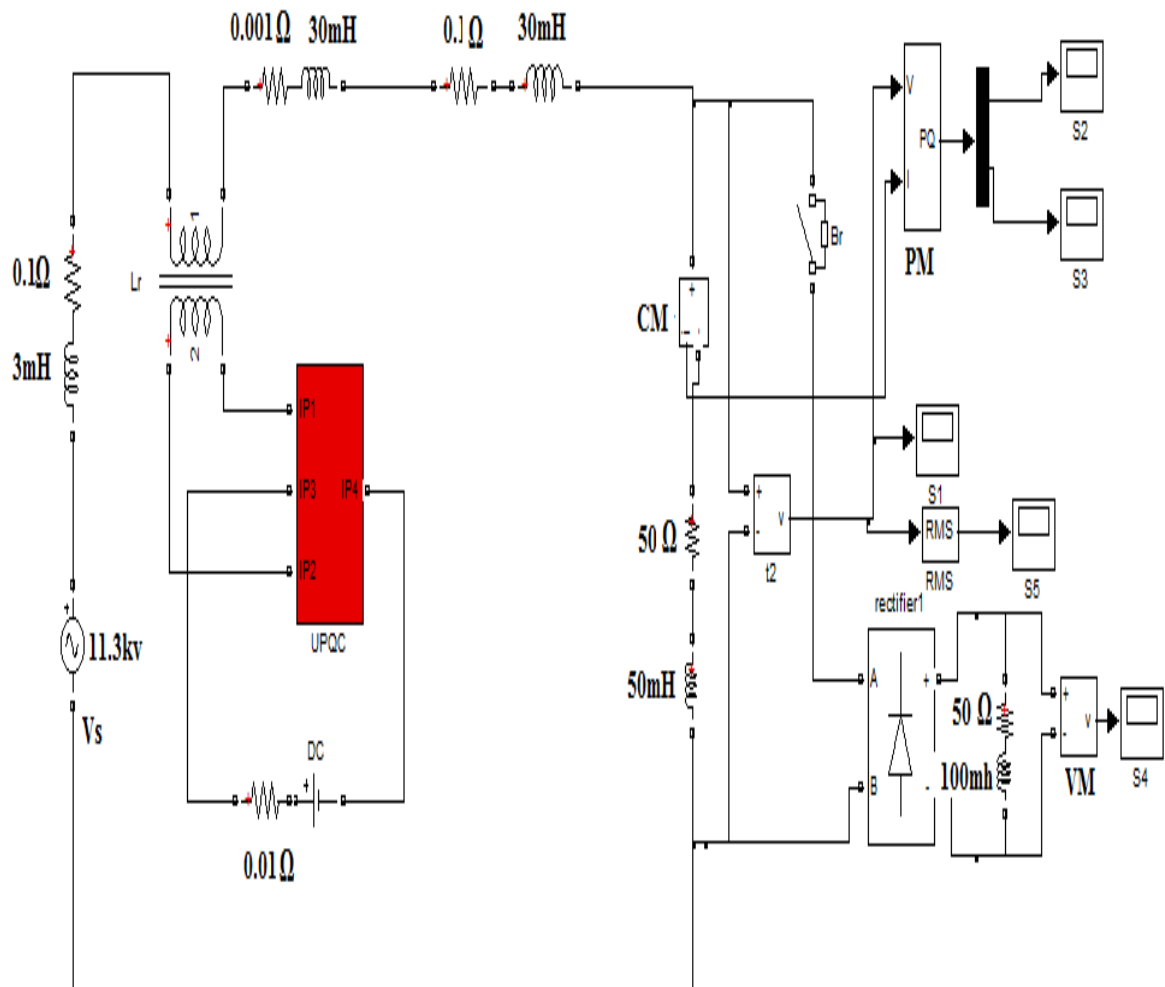 0.001Ω 30mH 0.1Ω 30mH
0.1Ω
3mH
11.3kv
Vs
+
Lr
1
2
+
+
IP1
IP3
IP2
IP4
UPQC
DC
+
0.01Ω
CM
+
-
50 Ω
50mH
+
-
v
t2
Br
V
I
PQ
PM
S2
S3
S1
RMS
RMS
S5
rectifier1
A
B
+
-
50 Ω
100mh
+
-
v
VM
S4